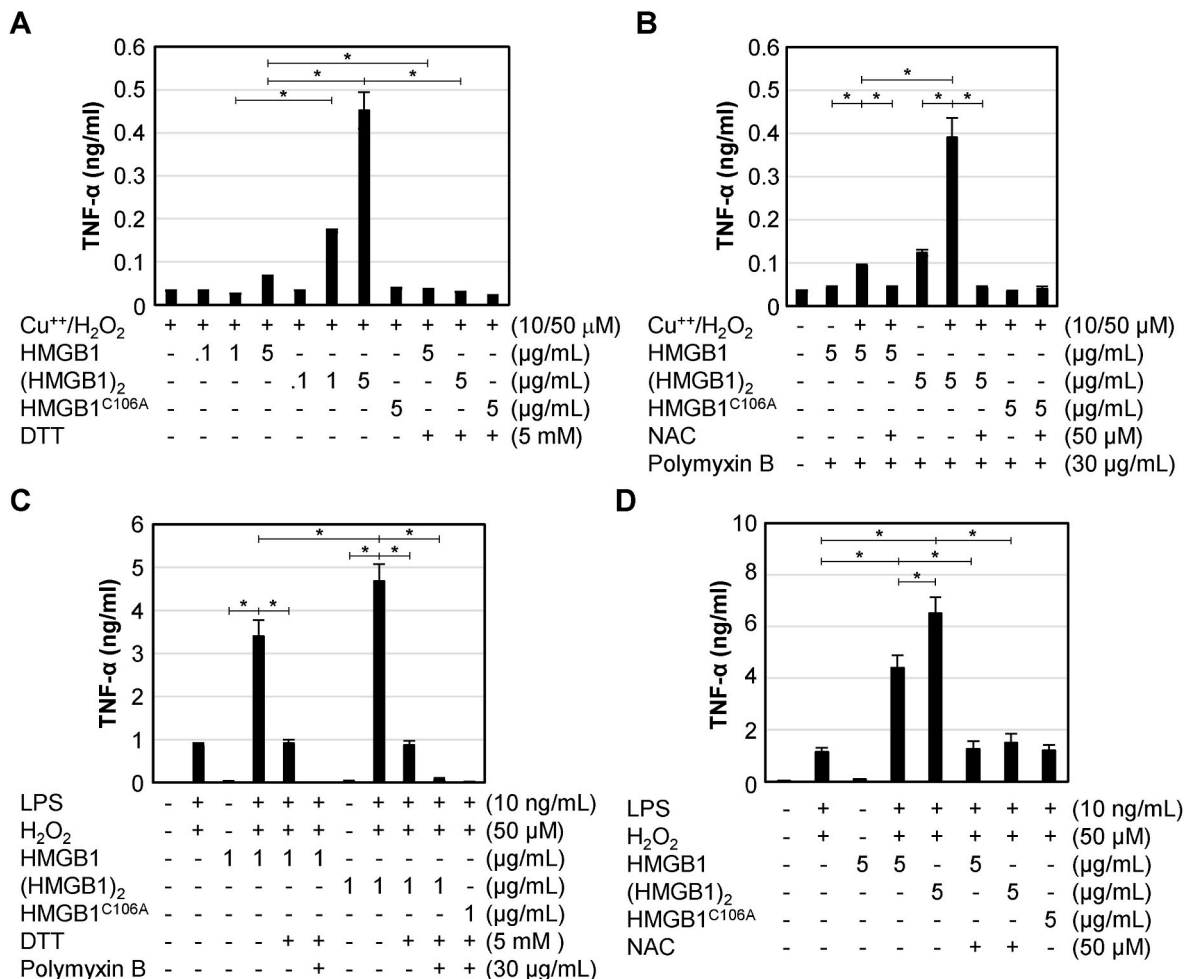 A
TNF-α (ng/ml)
0.6
0.5
0.4
0.3
0.2
0.1
0
*
* *
*
Cu⁺⁺/H₂O₂ + + + + + + + + + + + (10/50 μM)
HMGB1 - .1 1 5 - - - - 5 - - (μg/mL)
(HMGB1)₂ - - - - .1 1 5 - - 5 - (μg/mL)
HMGB1ᶜ¹⁰⁶ᴬ - - - - - - - 5 - - 5 (μg/mL)
DTT - - - - - - - - + + + (5 mM)
B
TNF-α (ng/ml)
0.6
0.5
0.4
0.3
0.2
0.1
0
*
* * * *
Cu⁺⁺/H₂O₂ - - + + - + + + + (10/50 μM)
HMGB1 - 5 5 5 - - - - - (μg/mL)
(HMGB1)₂ - - - - 5 5 5 - - (μg/mL)
HMGB1ᶜ¹⁰⁶ᴬ - - - - - - - 5 5 (μg/mL)
NAC - - - + - - + - + (50 μM)
Polymyxin B - + + + + + + + + (30 μg/mL)
C
TNF-α (ng/ml)
6
5
4
3
2
1
0
* *
* *
* *
LPS - + - + + + - + + + + (10 ng/mL)
H₂O₂ - + - + + + - + + + + (50 μM)
HMGB1 - - 1 1 1 1 - - - - - (μg/mL)
(HMGB1)₂ - - - - - - 1 1 1 1 - (μg/mL)
HMGB1ᶜ¹⁰⁶ᴬ - - - - - - - - - - 1 (μg/mL)
DTT - - - - + + - - + + + (5 mM )
Polymyxin B - - - - - + - - - + + (30 μg/mL)
D
TNF-α (ng/ml)
10
8
6
4
2
0
* *
* *
*
LPS - + - + + + + + (10 ng/mL)
H₂O₂ - + - + + + + + (50 μM)
HMGB1 - - 5 5 - 5 - - (μg/mL)
(HMGB1)₂ - - - - 5 - 5 - (μg/mL)
HMGB1ᶜ¹⁰⁶ᴬ - - - - - - - 5 (μg/mL)
NAC - - - - - + + - (50 μM)